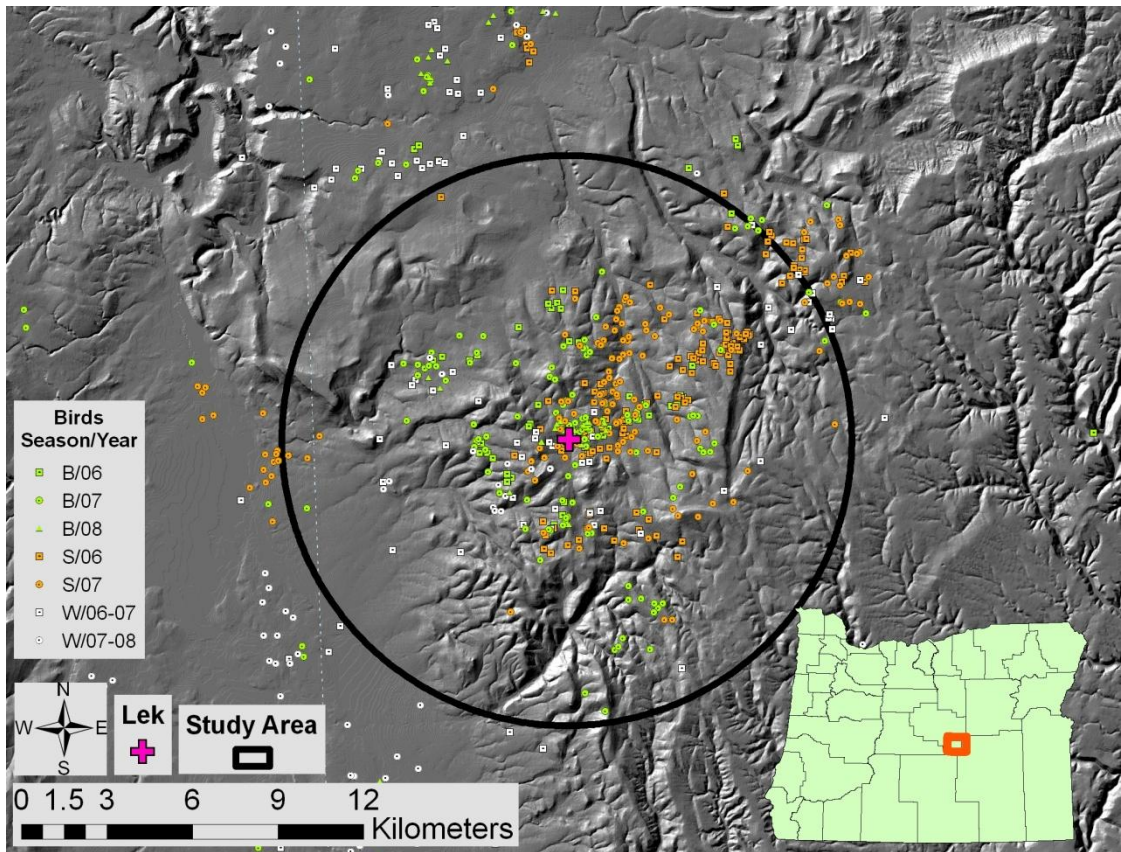 Birds
Season/Year
B/06
B/07
B/08
S/06
S/07
W/06-07
W/07-08
N
W E
S
Lek
Study Area
0 1.5 3 6 9 12
Kilometers